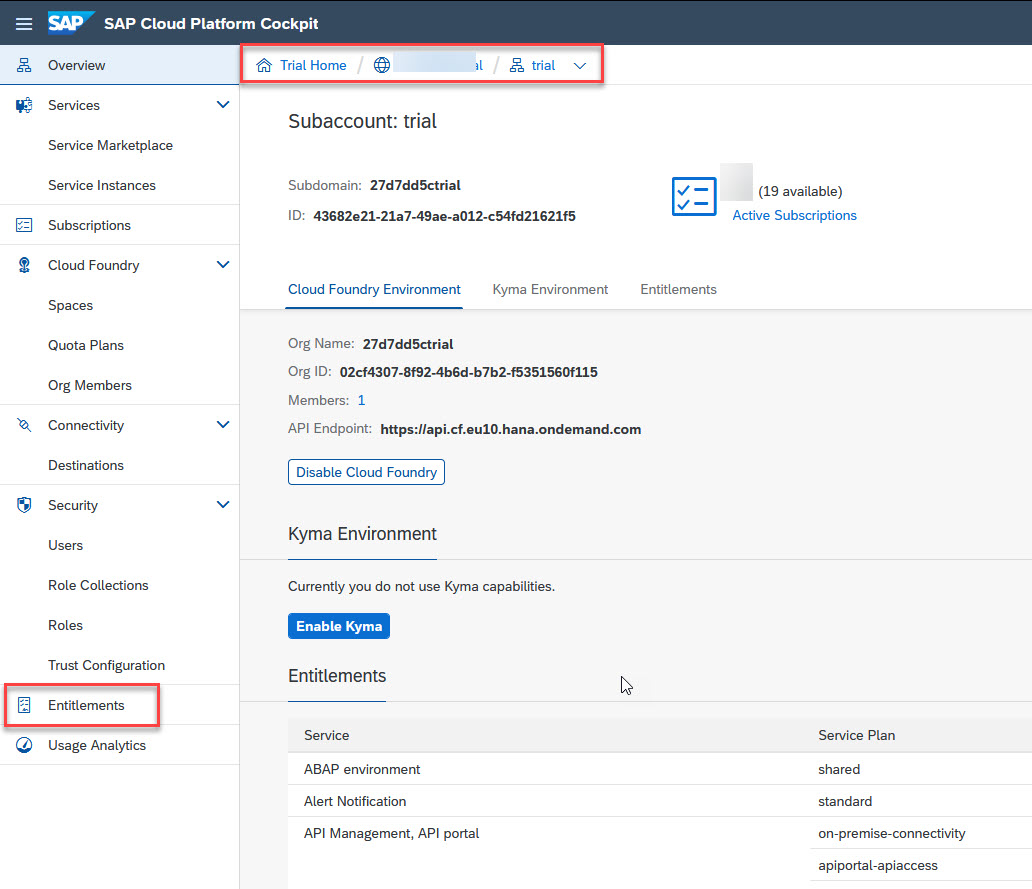 SAP SAP Cloud Platform Cockpit
Overview
Services
Service Marketplace
Service Instances
Subscriptions
Cloud Foundry
Spaces
Quota Plans
Org Members
Connectivity
Destinations
Security
Users
Role Collections
Roles
Trust Configuration
Entitlements
Usage Analytics
Trial Home / al / trial
Subaccount: trial
Subdomain: 27d7dd5ctrial
ID: 43682e21-21a7-49ae-a012-c54fd21621f5
(19 available)
Active Subscriptions
Cloud Foundry Environment Kyma Environment Entitlements
Org Name: 27d7dd5ctrial
Org ID: 02cf4307-8f92-4b6d-b7b2-f5351560f115
Members: 1
API Endpoint: https://api.cf.eu10.hana.ondemand.com
Disable Cloud Foundry
Kyma Environment
Currently you do not use Kyma capabilities.
Enable Kyma
Entitlements
Service Service Plan
ABAP environment shared
Alert Notification standard
API Management, API portal on-premise-connectivity
apiportal-apiaccess